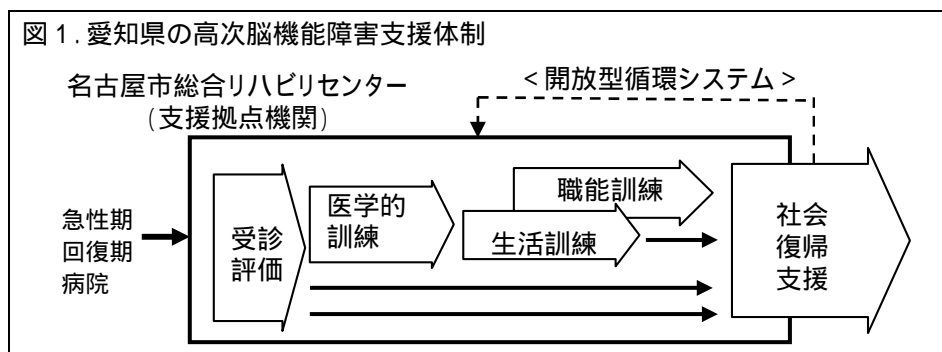 図1.愛知県の高次脳機能障害支援体制
名古屋市総合リハビリセンター
(支援拠点機関)
<開放型循環システム>
急性期
回復期
病院
受診
評価
医学的
訓練
職能訓練
生活訓練
社会
復帰
支援